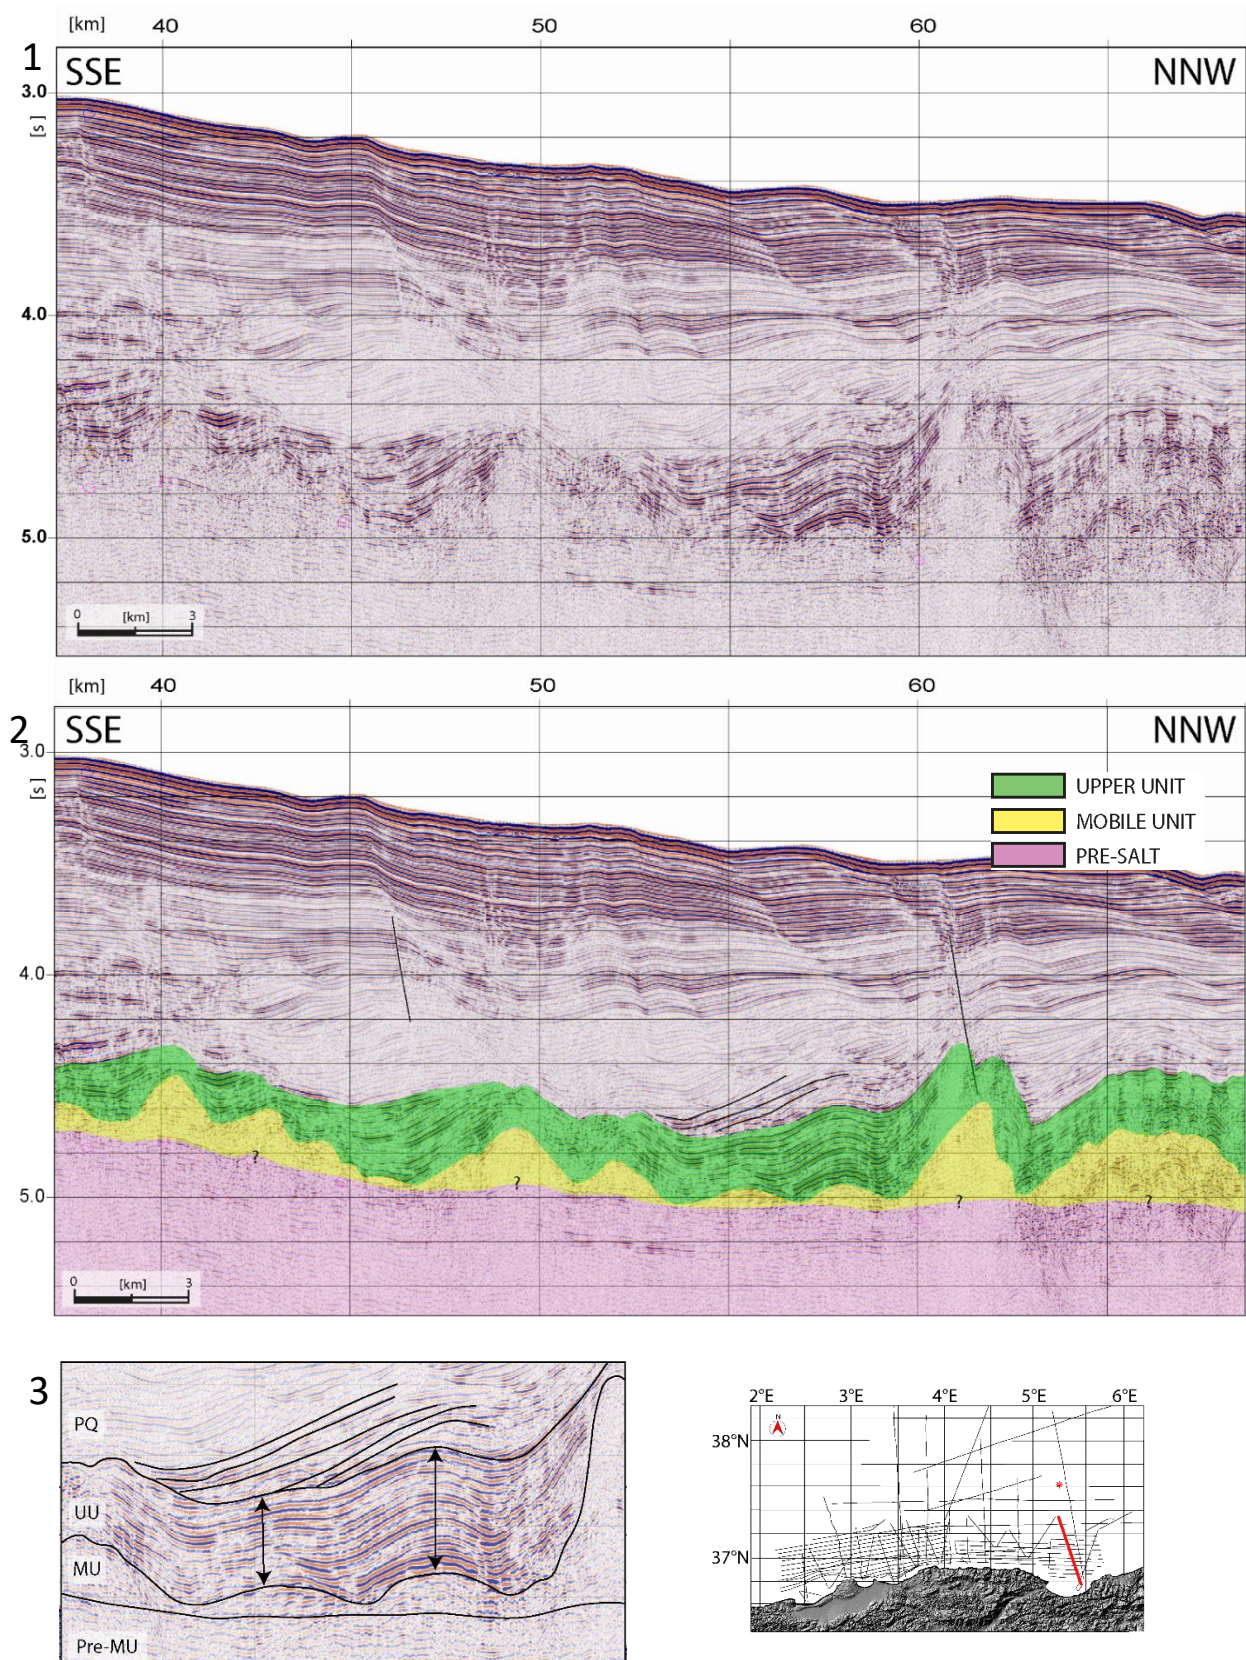 [km] 40 50 60
1 SSE NNW
3.0
[s]
4.0
5.0
0 [km] 3
[km] 40 50 60
2 SSE NNW
3.0
[s]
UPPER UNIT
MOBILE UNIT
PRE-SALT
4.0
?
?
5.0
? ?
0 [km] 3
3
PQ
UU
MU
Pre-MU
2°E 3°E 4°E 5°E 6°E
N
38°N
37°N